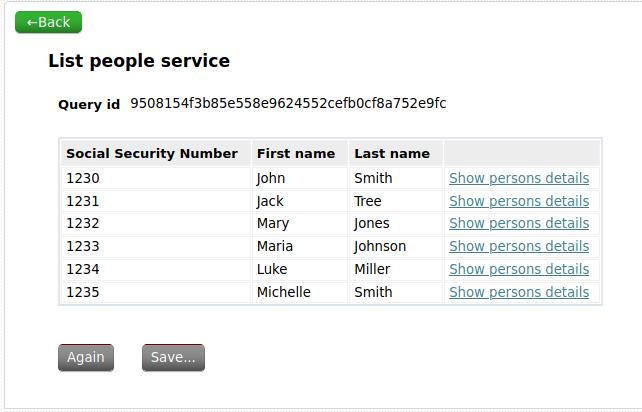 ←Back
List people service
Query id 9508154f3b85e558e9624552cefb0cf8a752e9fc
Social Security Number First name Last name
1230 John Smith Show persons details
1231 Jack Tree Show persons details
1232 Mary Jones Show persons details
1233 Maria Johnson Show persons details
1234 Luke Miller Show persons details
1235 Michelle Smith Show persons details
Again Save...